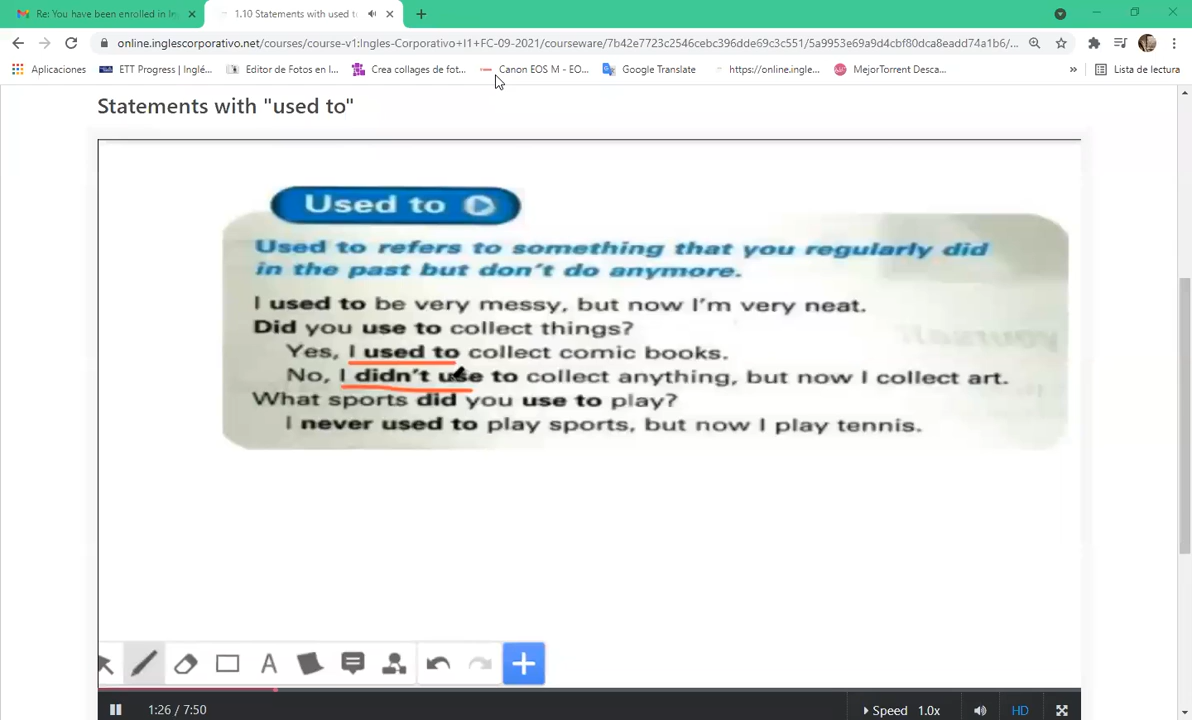 Re: You have been enrolled in In
1.10 Statements with "used to
online.inglescorporativo.net/courses/course-v1:Ingles-Corporativo+I1+FC-09-2021/courseware/7b42e7723c2546cebc396dde69c3c551/5a9953e69a9d4cbf80dca8eadd74a1b6/...
Aplicaciones
ETT Progress | Inglé...
Editor de Fotos en l...
Crea collages de fot...
Canon EOS M - EO...
Google Translate
https://online.ingle...
MejorTorrent Desca...
»
Lista de lectura
Statements with "used to"
Used to
Used to refers to something that you regularly did
in the past but don't do anymore.
I used to be very messy, but now I'm very neat.
Did you use to collect things?
Yes, I used to collect comic books.
No, I didn't use to collect anything, but now I collect art.
What sports did you use to play?
I never used to play sports, but now I play tennis.
yourself
A
1:26 / 7:50
Speed 1.0x
HD